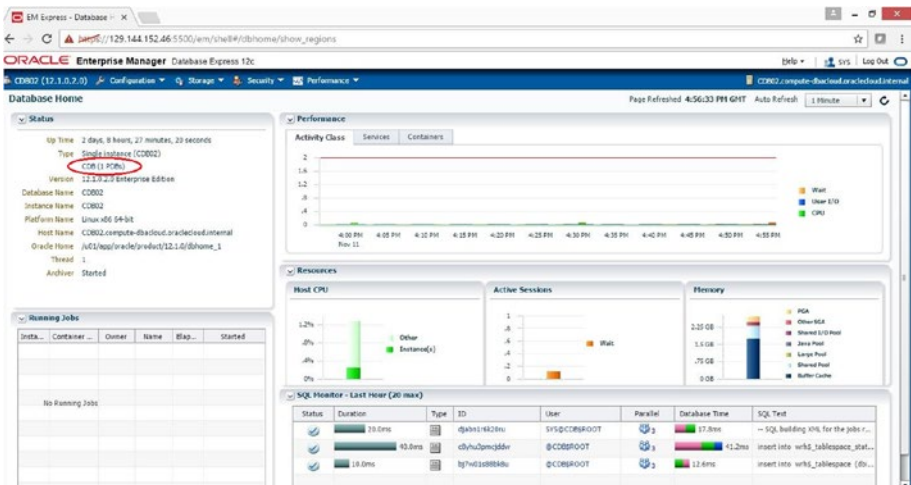 EM Express - Database H
https://129.144.152.46:5500/em/shell#/dbhome/show_regions
ORACLE Enterprise Manager Database Express 12c
Help
SYS
Log Out
CDB02 (12.1.0.2.0) Configuration Storage Security Performance
CDB02.compute-dbacloud.oraclecloud.internal
Database Home
Page Refreshed 4:56:33 PM GMT Auto Refresh 1 Minute
Status
Up Time 2 days, 8 hours, 27 minutes, 23 seconds
Type Single instance (CDB02)
CDB (1 PDBs)
Version 12.1.0.2.0 Enterprise Edition
Database Name CDB02
Instance Name CDB02
Platform Name Linux x86 64-bit
Host Name CDB02.compute-dbacloud.oraclecloud.internal
Oracle Home /u01/app/oracle/product/12.1.0/dbhome_1
Thread 1
Archiver Started
Performance
Activity Class Services Containers
2
1.6
1.2
.8
.4
0
4:00 PM 4:05 PM 4:10 PM 4:15 PM 4:20 PM 4:25 PM 4:30 PM 4:35 PM 4:40 PM 4:45 PM 4:50 PM 4:55 PM
Nov 11
Wait
User I/O
CPU
Resources
Host CPU
1.2%
.8%
.4%
0%
Other
Instance(s)
Active Sessions
1
.8
.6
.4
.2
0
Wait
Memory
2.25 GB
1.5 GB
.75 GB
0 GB
PGA
Other SGA
Shared I/O Pool
Java Pool
Large Pool
Shared Pool
Buffer Cache
Running Jobs
Insta... Container ... Owner Name Elap... Started
No Running Jobs
SQL Monitor - Last Hour (20 max)
Status Duration Type ID User Parallel Database Time SQL Text
20.0ms SYS@CDB$ROOT 3 17.8ms -- SQL building XML for the jobs r...
43.0ms @CDB$ROOT 3 41.2ms insert into wrh$_tablespace_stat...
18.0ms @CDB$ROOT 3 12.6ms insert into wrh$_tablespace (dbi...